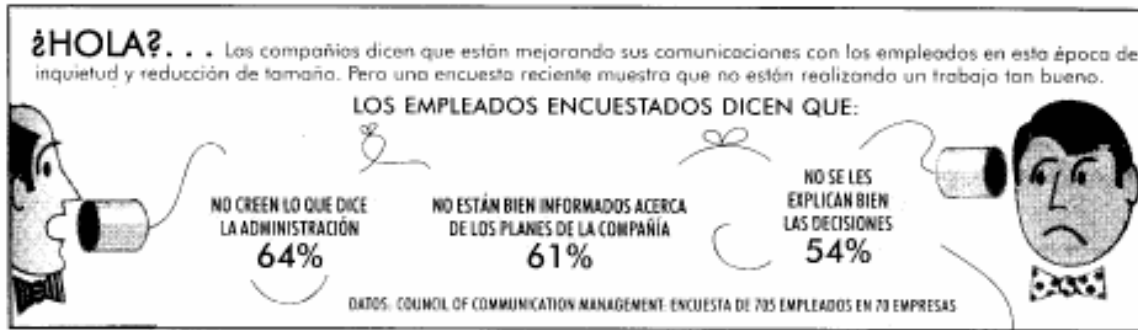 ¿HOLA?... Las compañías dicen que están mejorando sus comunicaciones con los empleados en esta época de
inquietud y reducción de tamaño. Pero una encuesta reciente muestra que no están realizando un trabajo tan bueno.
LOS EMPLEADOS ENCUESTADOS DICEN QUE:
NO CREEN LO QUE DICE
LA ADMINISTRACIÓN
64%
NO ESTÁN BIEN INFORMADOS ACERCA
DE LOS PLANES DE LA COMPAÑÍA
61%
NO SE LES
EXPLICAN BIEN
LAS DECISIONES
54%
DATOS: COUNCIL OF COMMUNICATION MANAGEMENT: ENCUESTA DE 705 EMPLEADOS EN 70 EMPRESAS